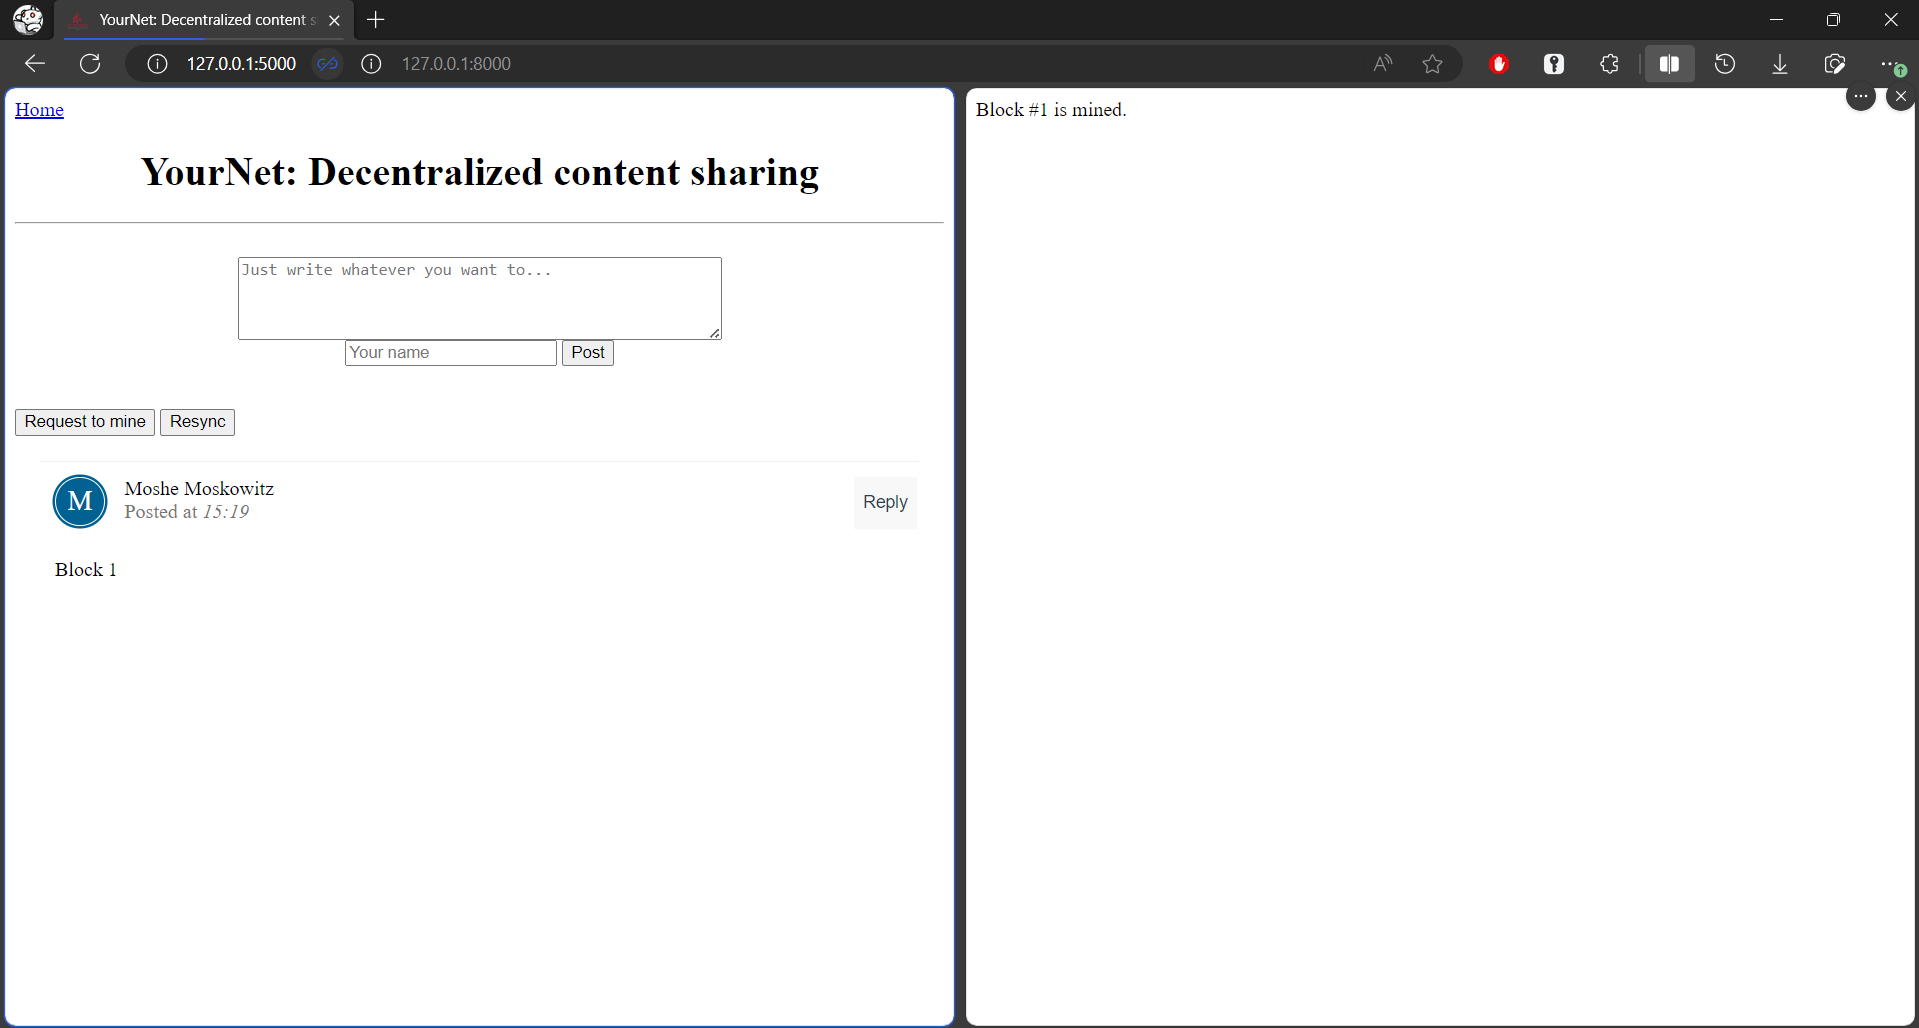 YourNet: Decentralized content s
127.0.0.1:5000
127.0.0.1:8000
Home
YourNet: Decentralized content sharing
Just write whatever you want to...
Your name
Post
Request to mine
Resync
M
Moshe Moskowitz
Posted at 15:19
Reply
Block 1
Block #1 is mined.